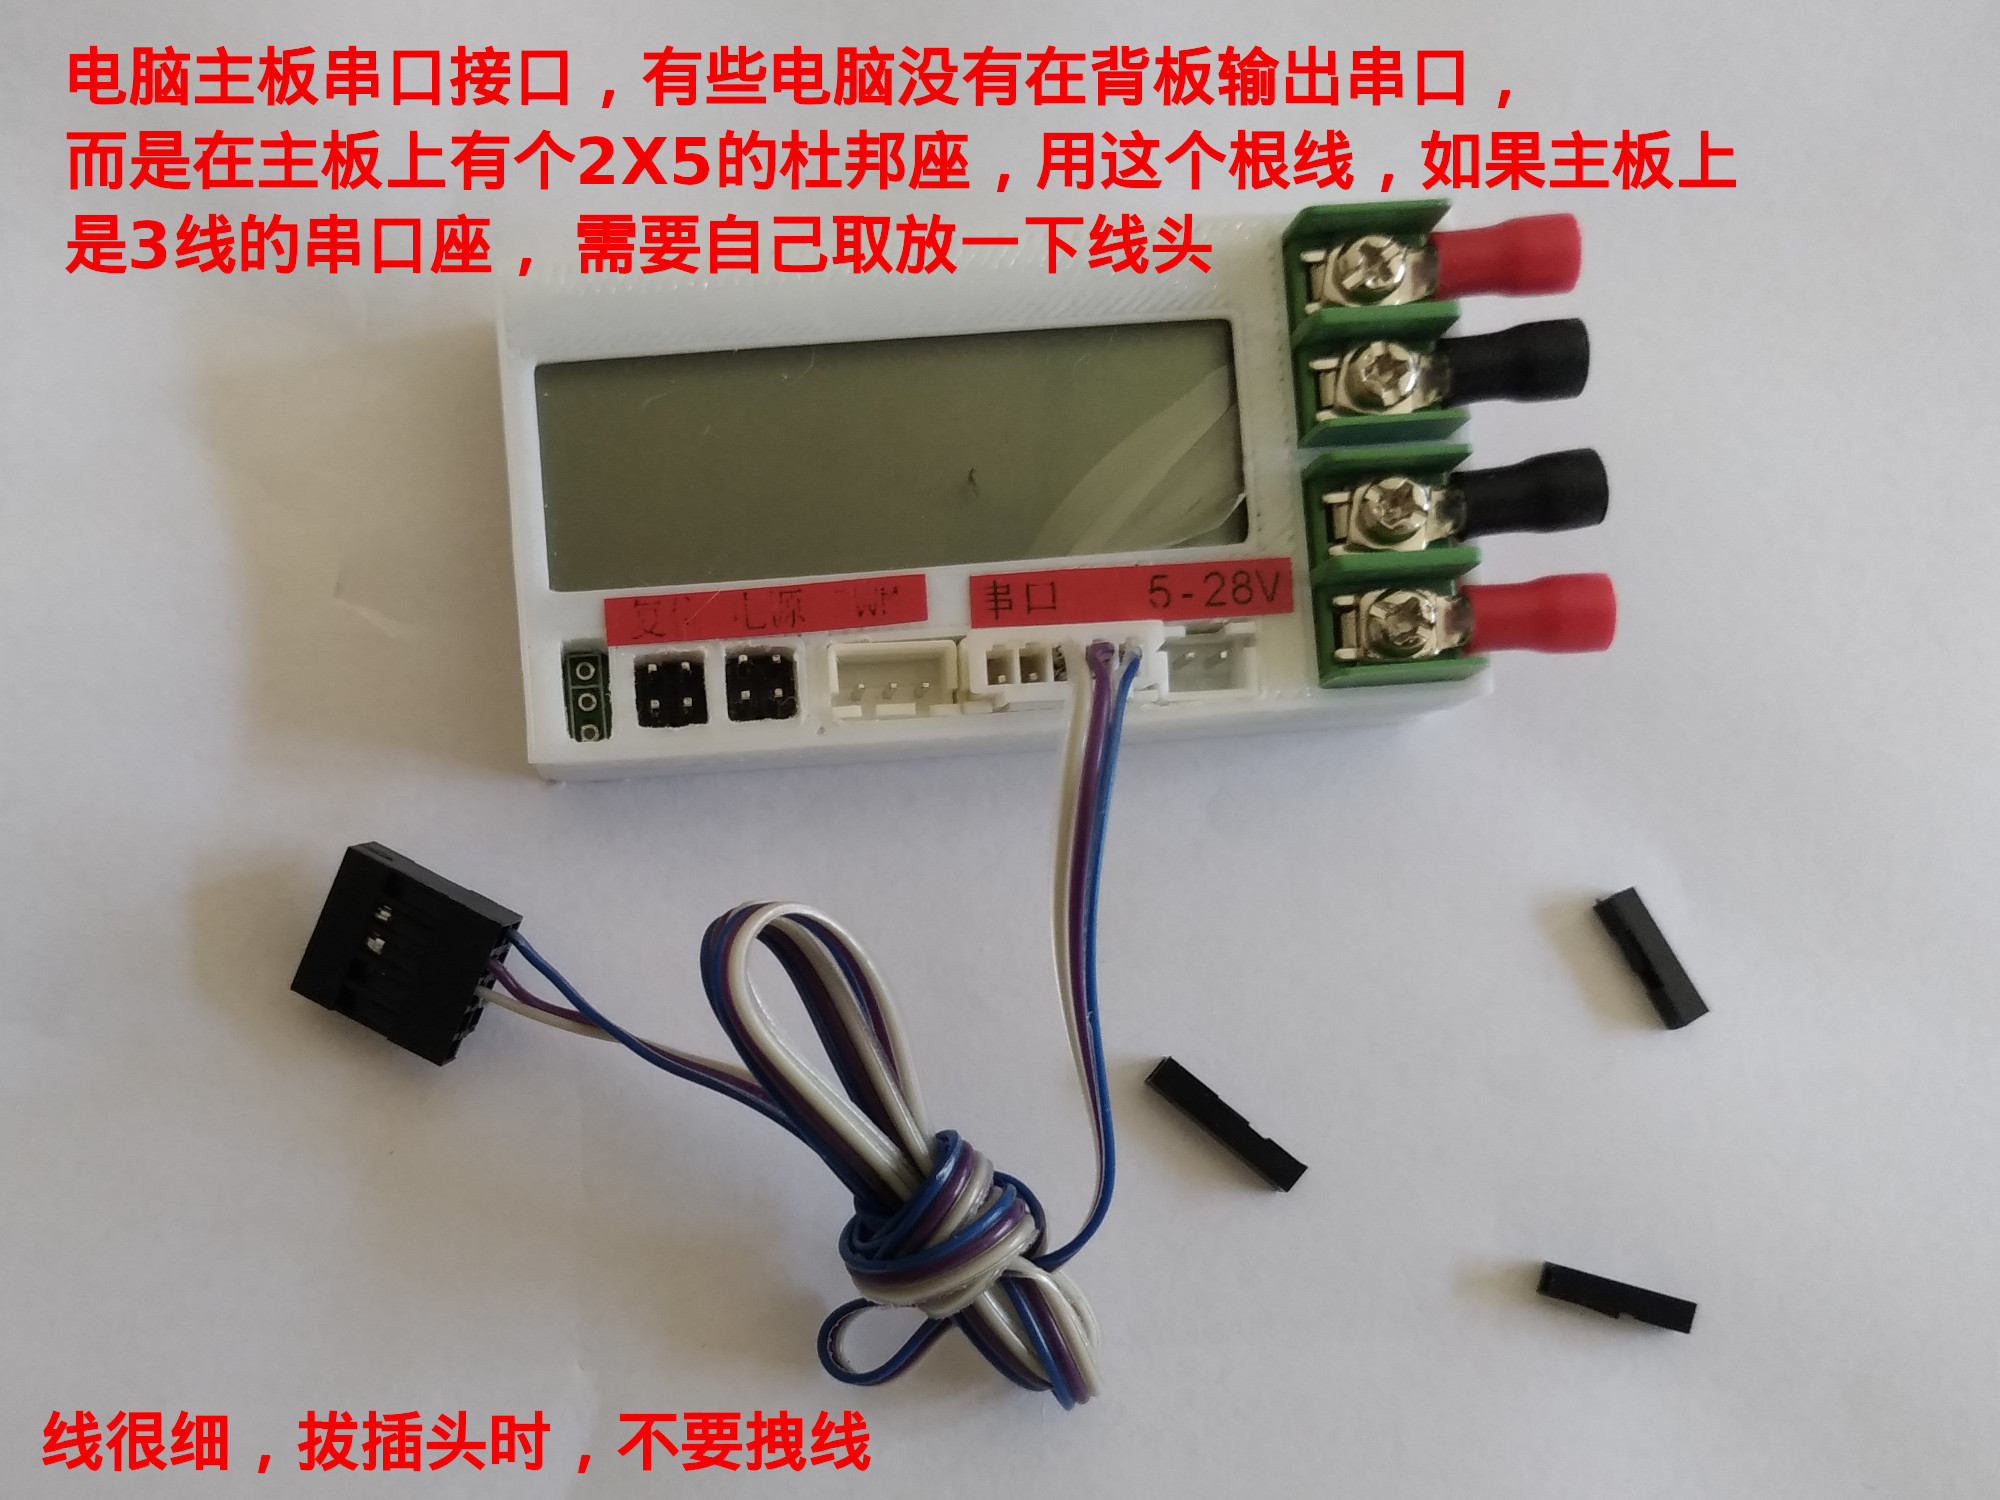 电脑主板串口接口，有些电脑没有在背板输出串口，
而是在主板上有个2X5的杜邦座，用这个根线，如果主板上
是3线的串口座， 需要自己取放一下线头
复 电源
串口 5-28V
线很细，拔插头时，不要拽线